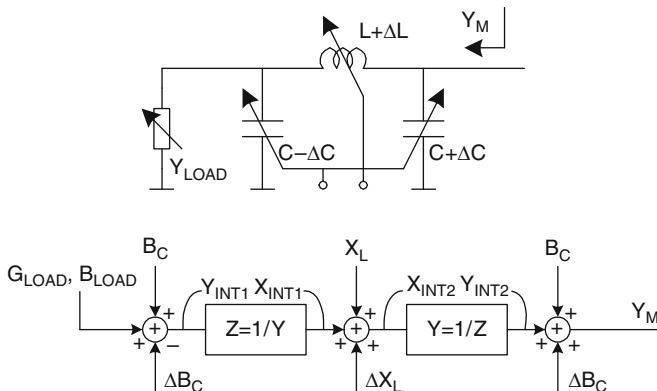 Y_M
L+ΔL
Y_LOAD
C−ΔC
C+ΔC
B_C
X_L
B_C
G_LOAD, B_LOAD
Y_INT1 X_INT1
X_INT2 Y_INT2
Y_M
+ + −
Z=1/Y
+ + +
Y=1/Z
+ + +
ΔB_C
ΔX_L
ΔB_C